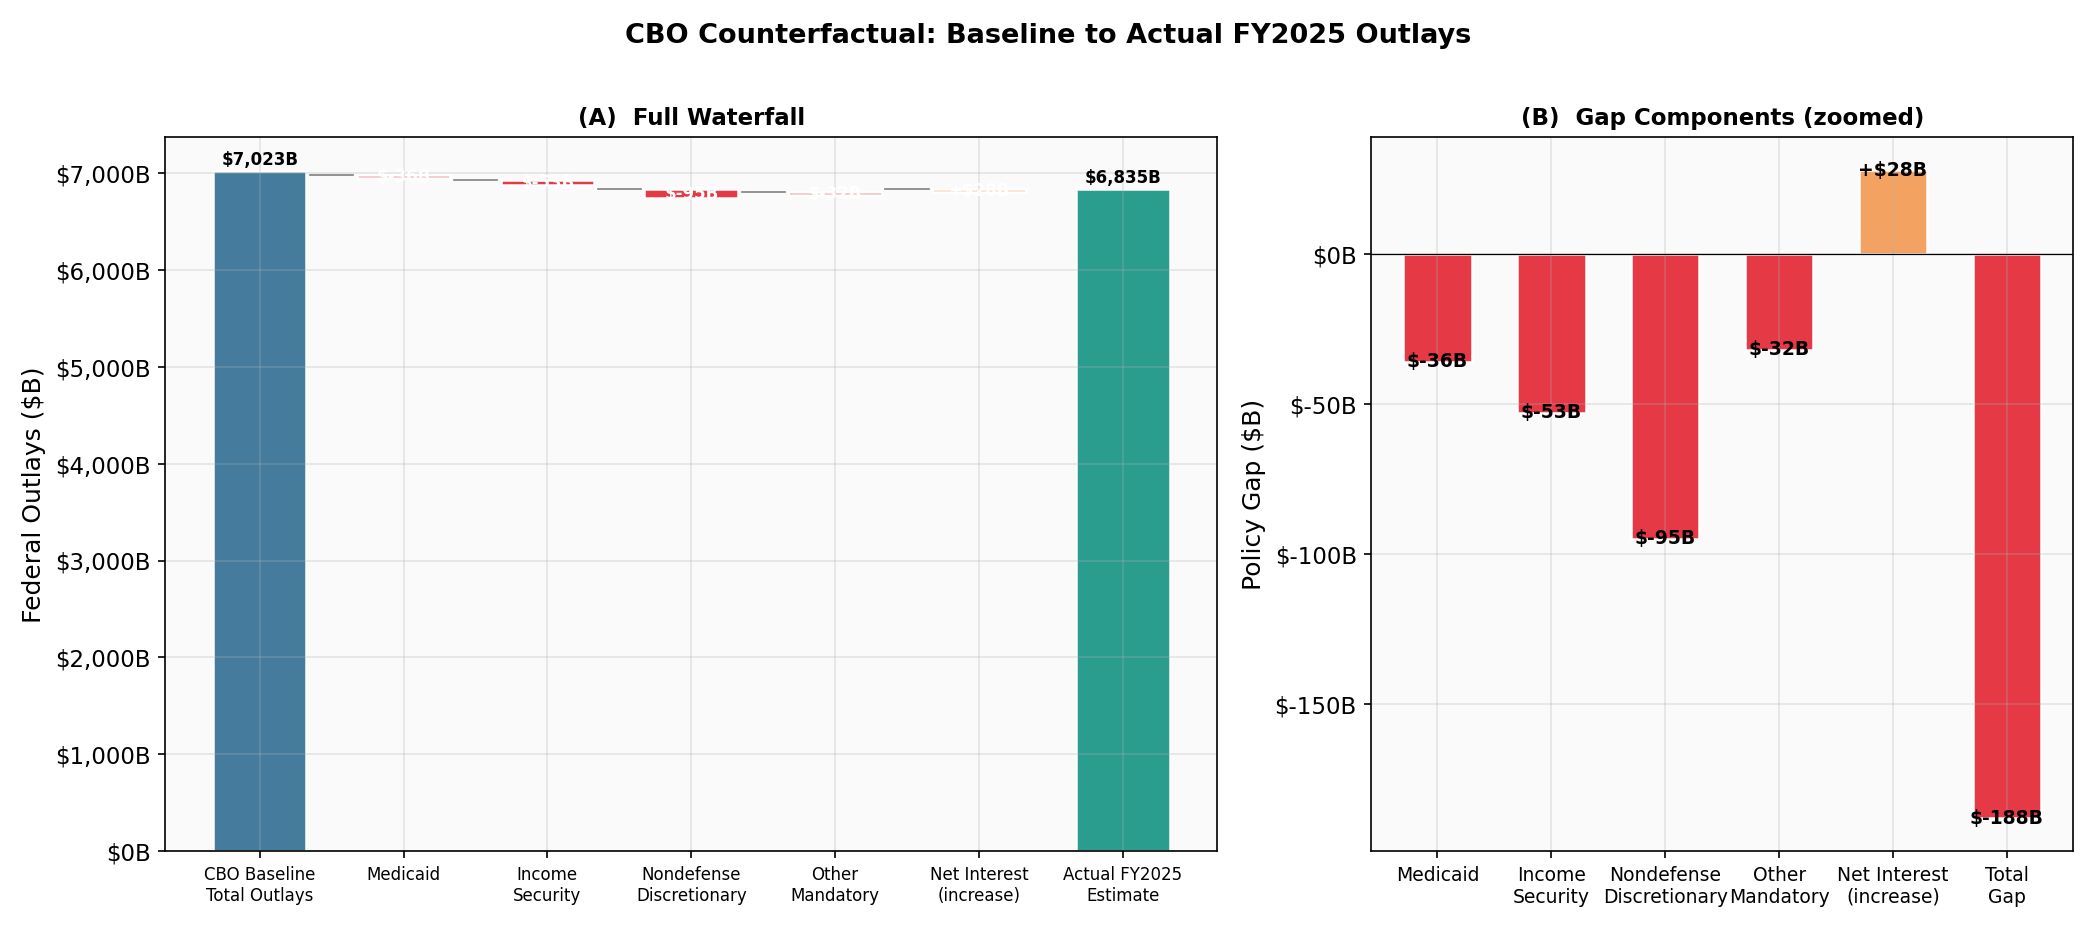 CBO Counterfactual: Baseline to Actual FY2025 Outlays
(A)  Full Waterfall
Federal Outlays ($B)
$7,000B
$6,000B
$5,000B
$4,000B
$3,000B
$2,000B
$1,000B
$0B
$7,023B
$-95B
$6,835B
CBO Baseline
Total Outlays
Medicaid
Income
Security
Nondefense
Discretionary
Other
Mandatory
Net Interest
(increase)
Actual FY2025
Estimate
(B)  Gap Components (zoomed)
Policy Gap ($B)
$0B
$-50B
$-100B
$-150B
$-36B
$-53B
$-95B
$-32B
+$28B
$-188B
Medicaid
Income
Security
Nondefense
Discretionary
Other
Mandatory
Net Interest
(increase)
Total
Gap